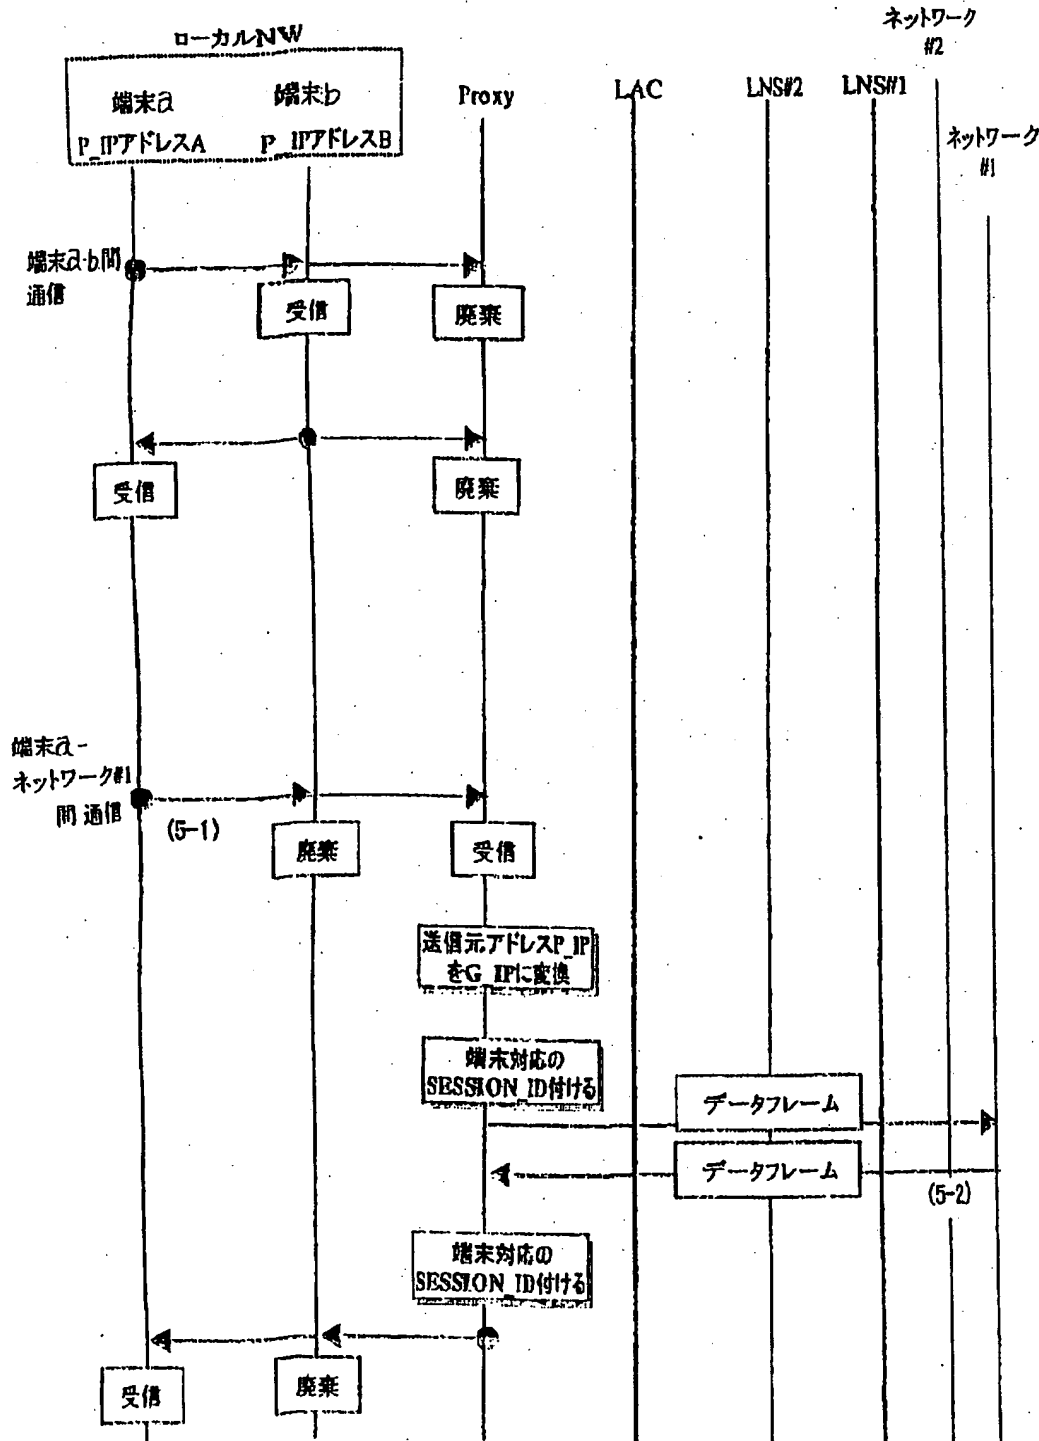 ローカルNW
ネットワーク
#2
端末a
端末b
Proxy
LAC
LNS#2
LNS#1
P_IPアドレスA
P_IPアドレスB
ネットワーク
#1
端末a-b間
通信
受信
廃棄
受信
廃棄
端末a-
ネットワーク#1
間通信
(5-1)
廃棄
受信
送信元アドレスP_IP
をG_IPに変換
端末対応の
SESSION_ID付ける
データフレーム
データフレーム
(5-2)
端末対応の
SESSION_ID付ける
受信
廃棄